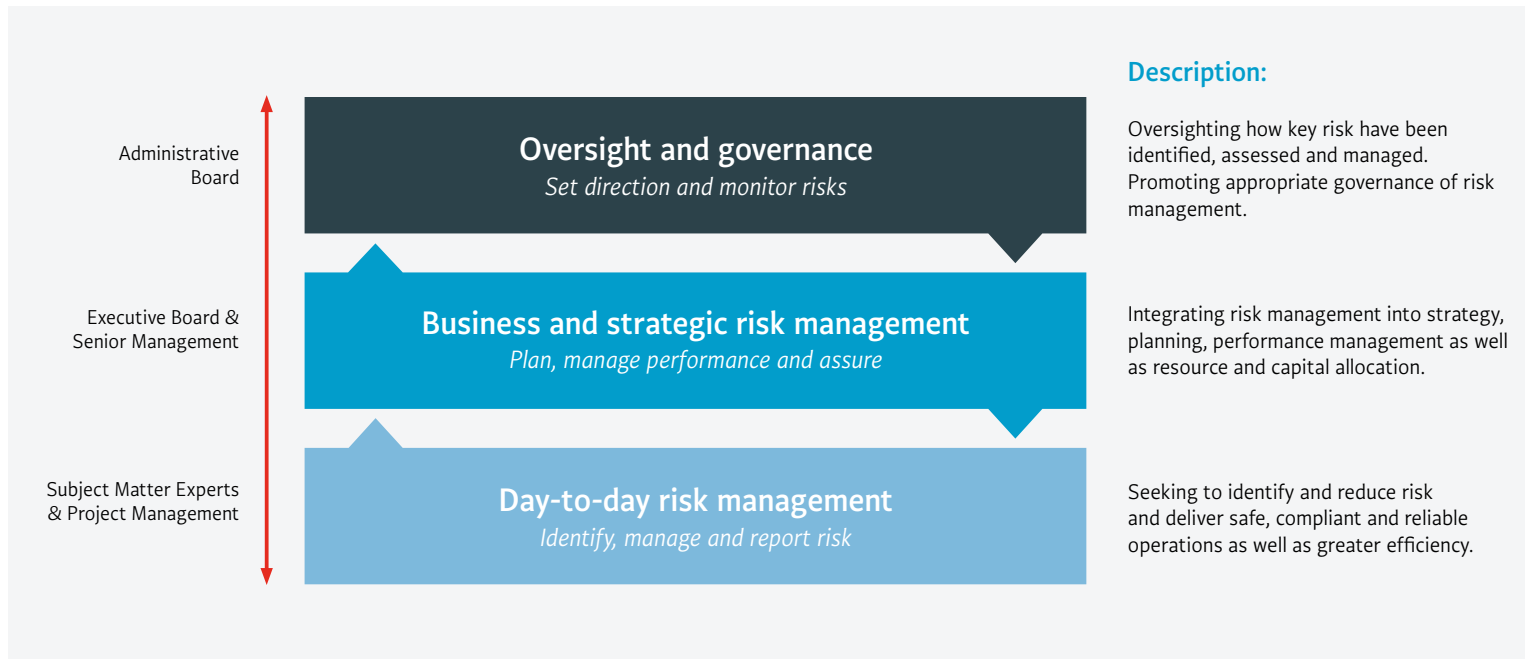 Description:
Administrative
Board
Oversight and governance
Set direction and monitor risks
Oversighting how key risk have been
identified, assessed and managed.
Promoting appropriate governance of risk
management.
Executive Board &
Senior Management
Business and strategic risk management
Plan, manage performance and assure
Integrating risk management into strategy,
planning, performance management as well
as resource and capital allocation.
Subject Matter Experts
& Project Management
Day-to-day risk management
Identify, manage and report risk
Seeking to identify and reduce risk
and deliver safe, compliant and reliable
operations as well as greater efficiency.